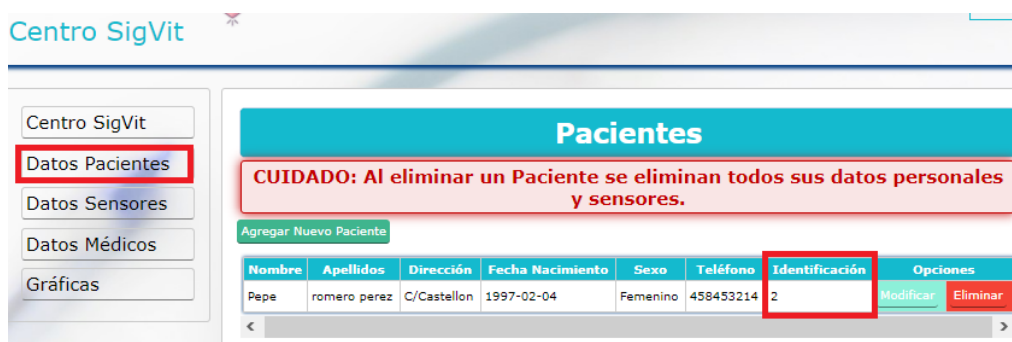 Centro SigVit
Centro SigVit
Datos Pacientes
Datos Sensores
Datos Médicos
Gráficas
Pacientes
CUIDADO: Al eliminar un Paciente se eliminan todos sus datos personales
y sensores.
Agregar Nuevo Paciente
Nombre Apellidos Dirección Fecha Nacimiento Sexo Teléfono Identificación Opciones
Pepe romero perez C/Castellon 1997-02-04 Femenino 458453214 2 Modificar Eliminar